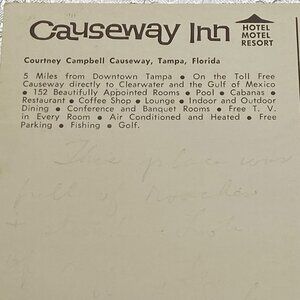 Causeway Inn
HOTEL
MOTEL
RESORT
Courtney Campbell Causeway, Tampa, Florida
5 Miles from Downtown Tampa • On the Toll Free
Causeway directly to Clearwater and the Gulf of Mexico
• 152 Beautifully Appointed Rooms • Pool • Cabanas •
Restaurant • Coffee Shop • Lounge • Indoor and Outdoor
Dining • Conference and Banquet Rooms • Free T. V.
in Every Room • Air Conditioned and Heated • Free
Parking • Fishing • Golf.
place was
full of roaches